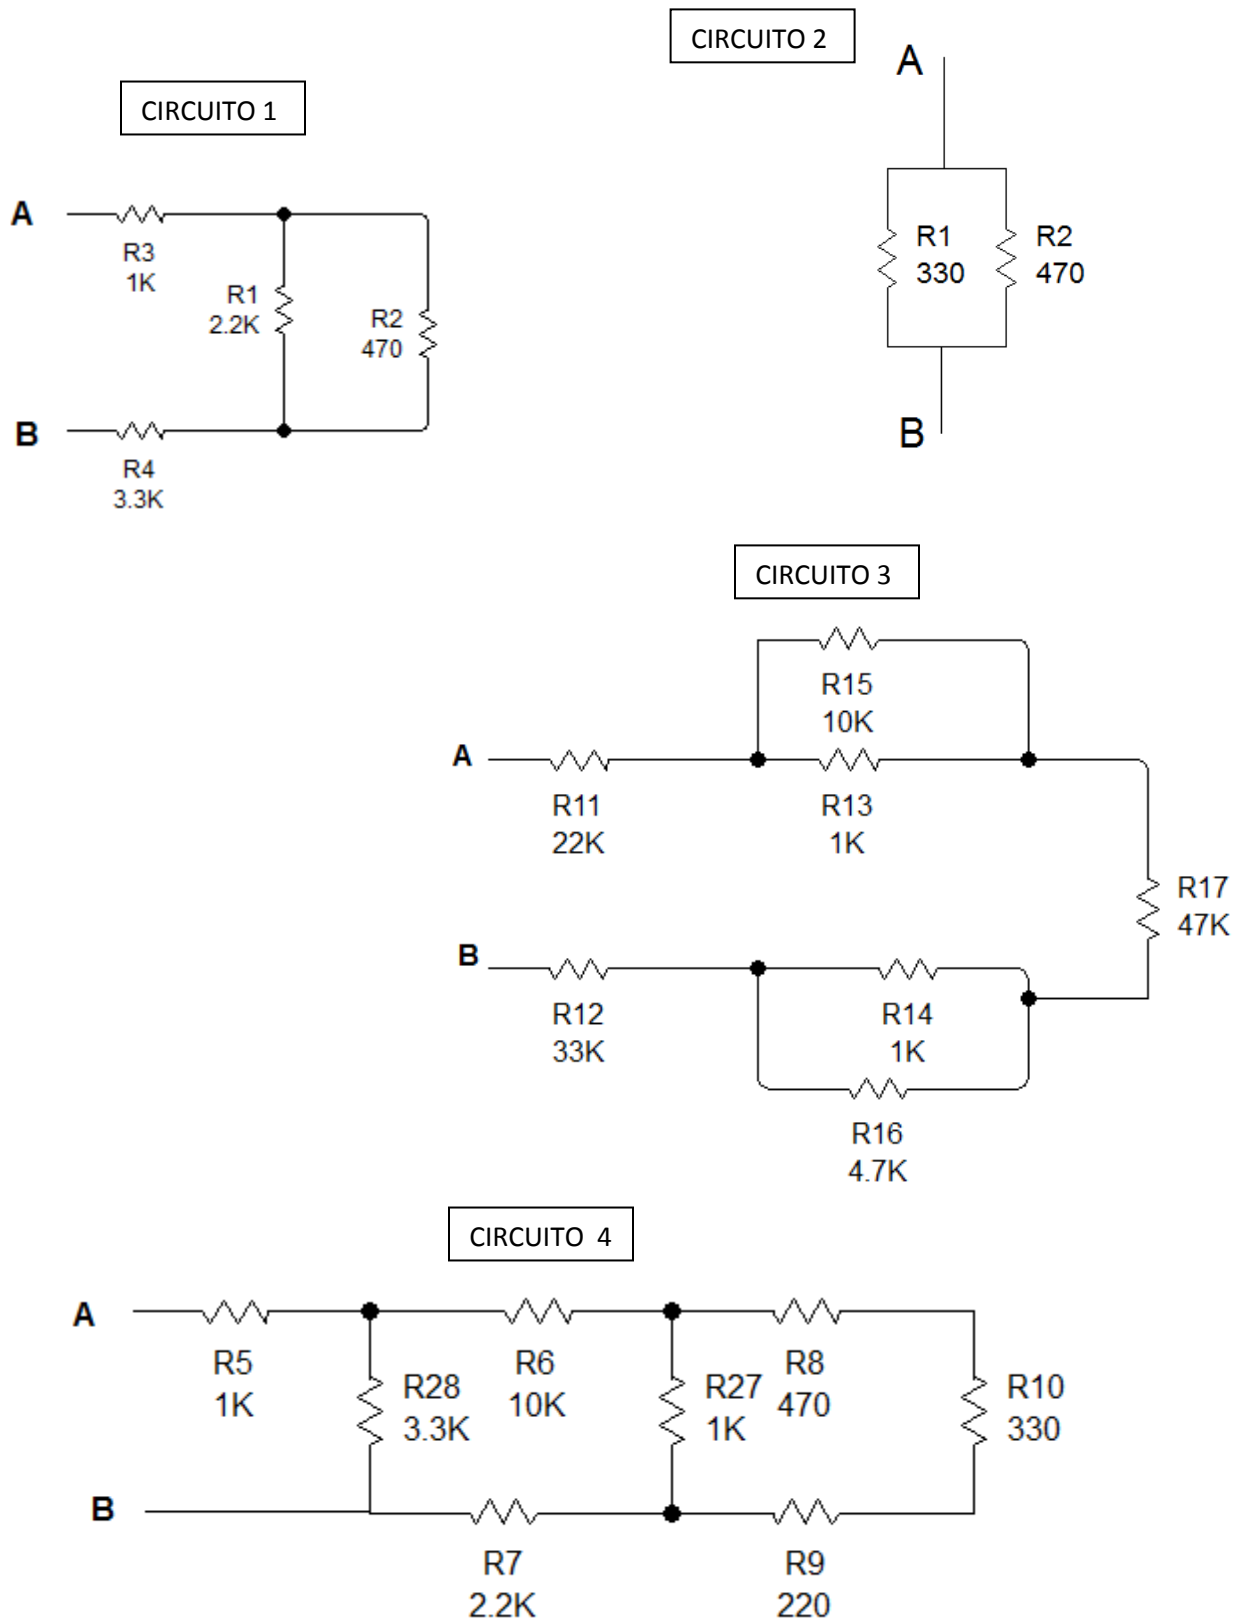 CIRCUITO 1
A
R3
1K
R1
2.2K
R2
470
B
R4
3.3K
CIRCUITO 2
A
R1
330
R2
470
B
CIRCUITO 3
R15
10K
A
R11
22K
R13
1K
R17
47K
B
R12
33K
R14
1K
R16
4.7K
CIRCUITO  4
A
R5
1K
R28
3.3K
R6
10K
R27
1K
R8
470
R10
330
B
R7
2.2K
R9
220